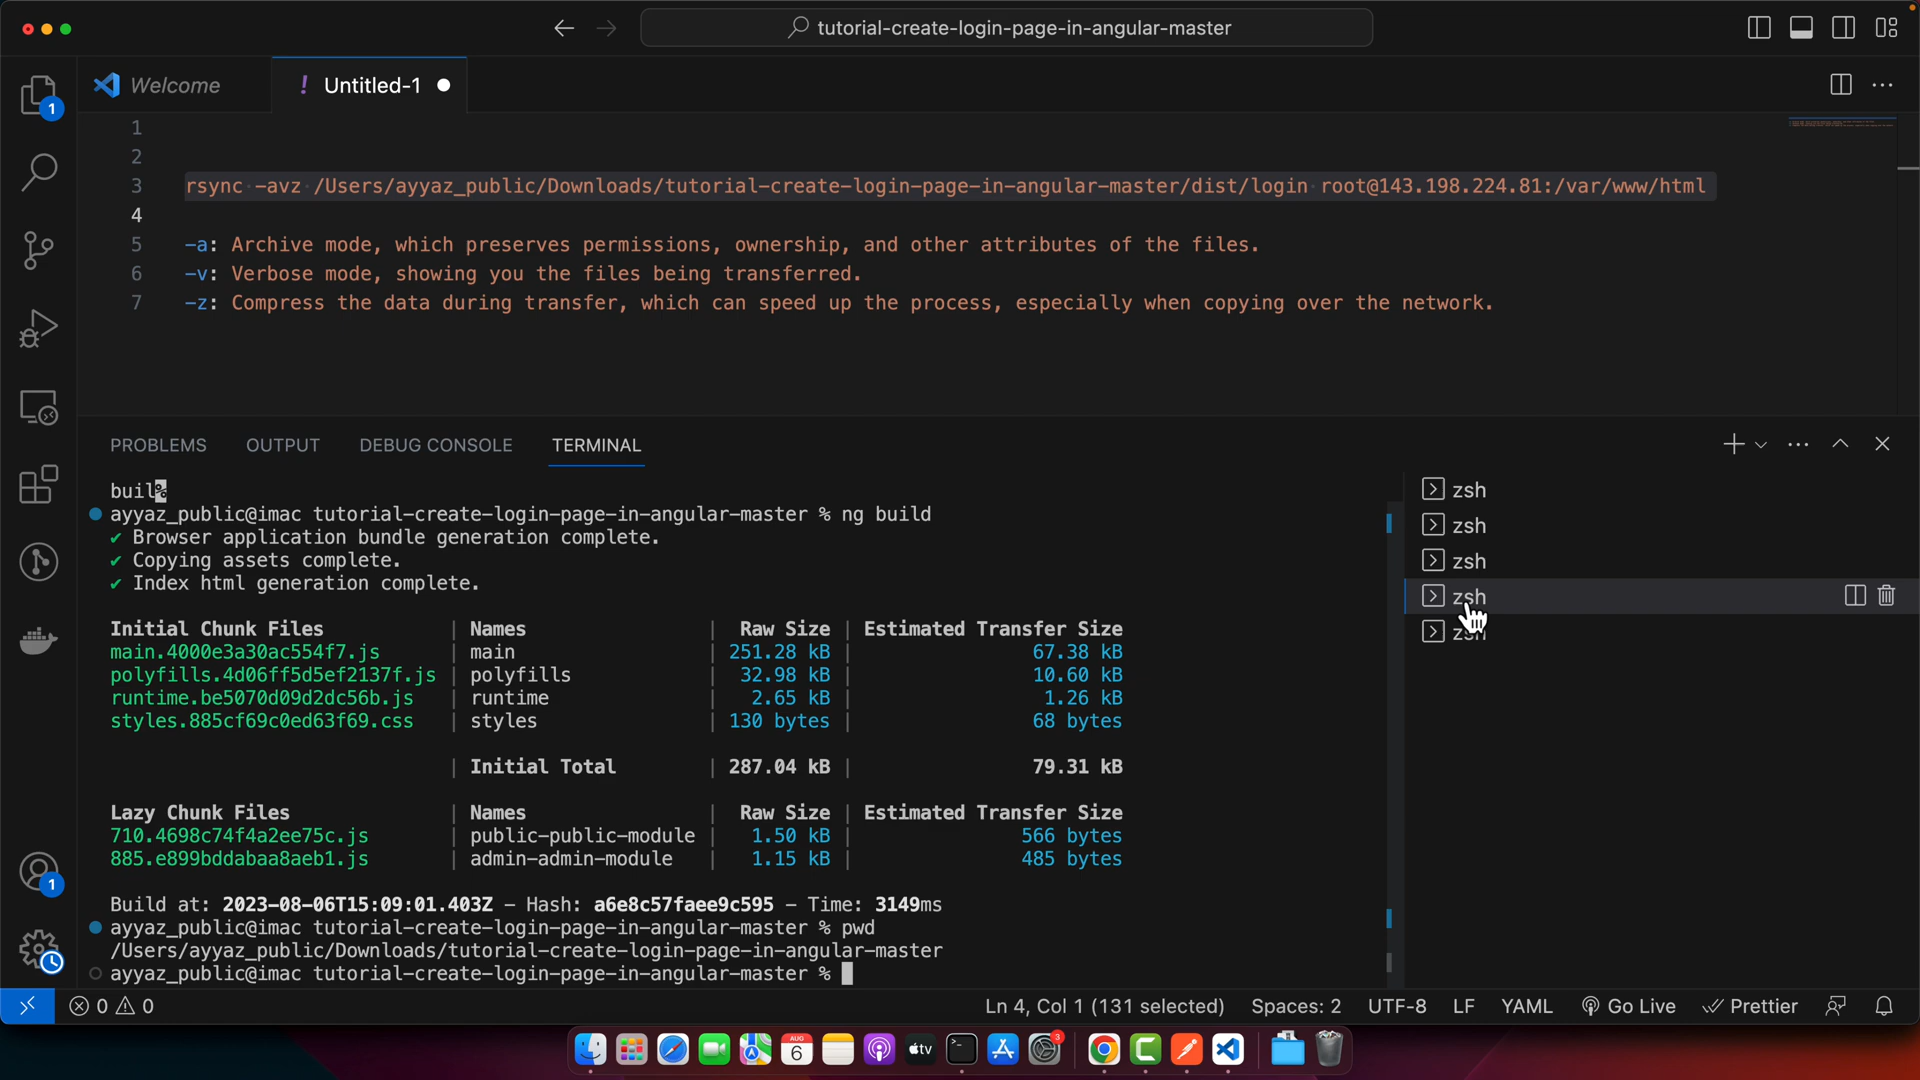 tutorial-create-login-page-in-angular-master
Welcome
! Untitled-1
1
1
2
3 rsync -avz /Users/ayyaz_public/Downloads/tutorial-create-login-page-in-angular-master/dist/login root@143.198.224.81:/var/www/html
4
5 -a: Archive mode, which preserves permissions, ownership, and other attributes of the files.
6 -v: Verbose mode, showing you the files being transferred.
7 -z: Compress the data during transfer, which can speed up the process, especially when copying over the network.
PROBLEMS OUTPUT DEBUG CONSOLE TERMINAL
buil%
ayyaz_public@imac tutorial-create-login-page-in-angular-master % ng build
✔ Browser application bundle generation complete.
✔ Copying assets complete.
✔ Index html generation complete.
Initial Chunk Files | Names | Raw Size | Estimated Transfer Size
main.4000e3a30ac554f7.js | main | 251.28 kB | 67.38 kB
polyfills.4d06ff5d5ef2137f.js | polyfills | 32.98 kB | 10.60 kB
runtime.be5070d09d2dc56b.js | runtime | 2.65 kB | 1.26 kB
styles.885cf69c0ed63f69.css | styles | 130 bytes | 68 bytes
| Initial Total | 287.04 kB | 79.31 kB
Lazy Chunk Files | Names | Raw Size | Estimated Transfer Size
710.4698c74f4a2ee75c.js | public-public-module | 1.50 kB | 566 bytes
885.e899bddabaa8aeb1.js | admin-admin-module | 1.15 kB | 485 bytes
Build at: 2023-08-06T15:09:01.403Z - Hash: a6e8c57faee9c595 - Time: 3149ms
ayyaz_public@imac tutorial-create-login-page-in-angular-master % pwd
/Users/ayyaz_public/Downloads/tutorial-create-login-page-in-angular-master
ayyaz_public@imac tutorial-create-login-page-in-angular-master %
zsh
zsh
zsh
zsh
zsh
1
0 0
Ln 4, Col 1 (131 selected) Spaces: 2 UTF-8 LF YAML Go Live Prettier
AUG
6
tv
3